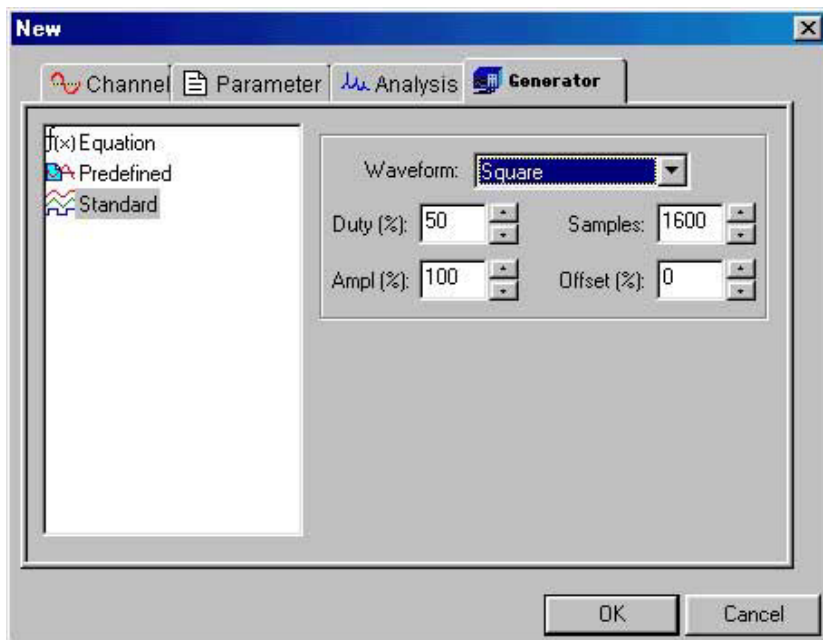 New
Channel Parameter Analysis Generator
f(x) Equation
Predefined
Standard
Waveform: Square
Duty (%): 50 Samples: 1600
Ampl (%): 100 Offset (%): 0
OK Cancel